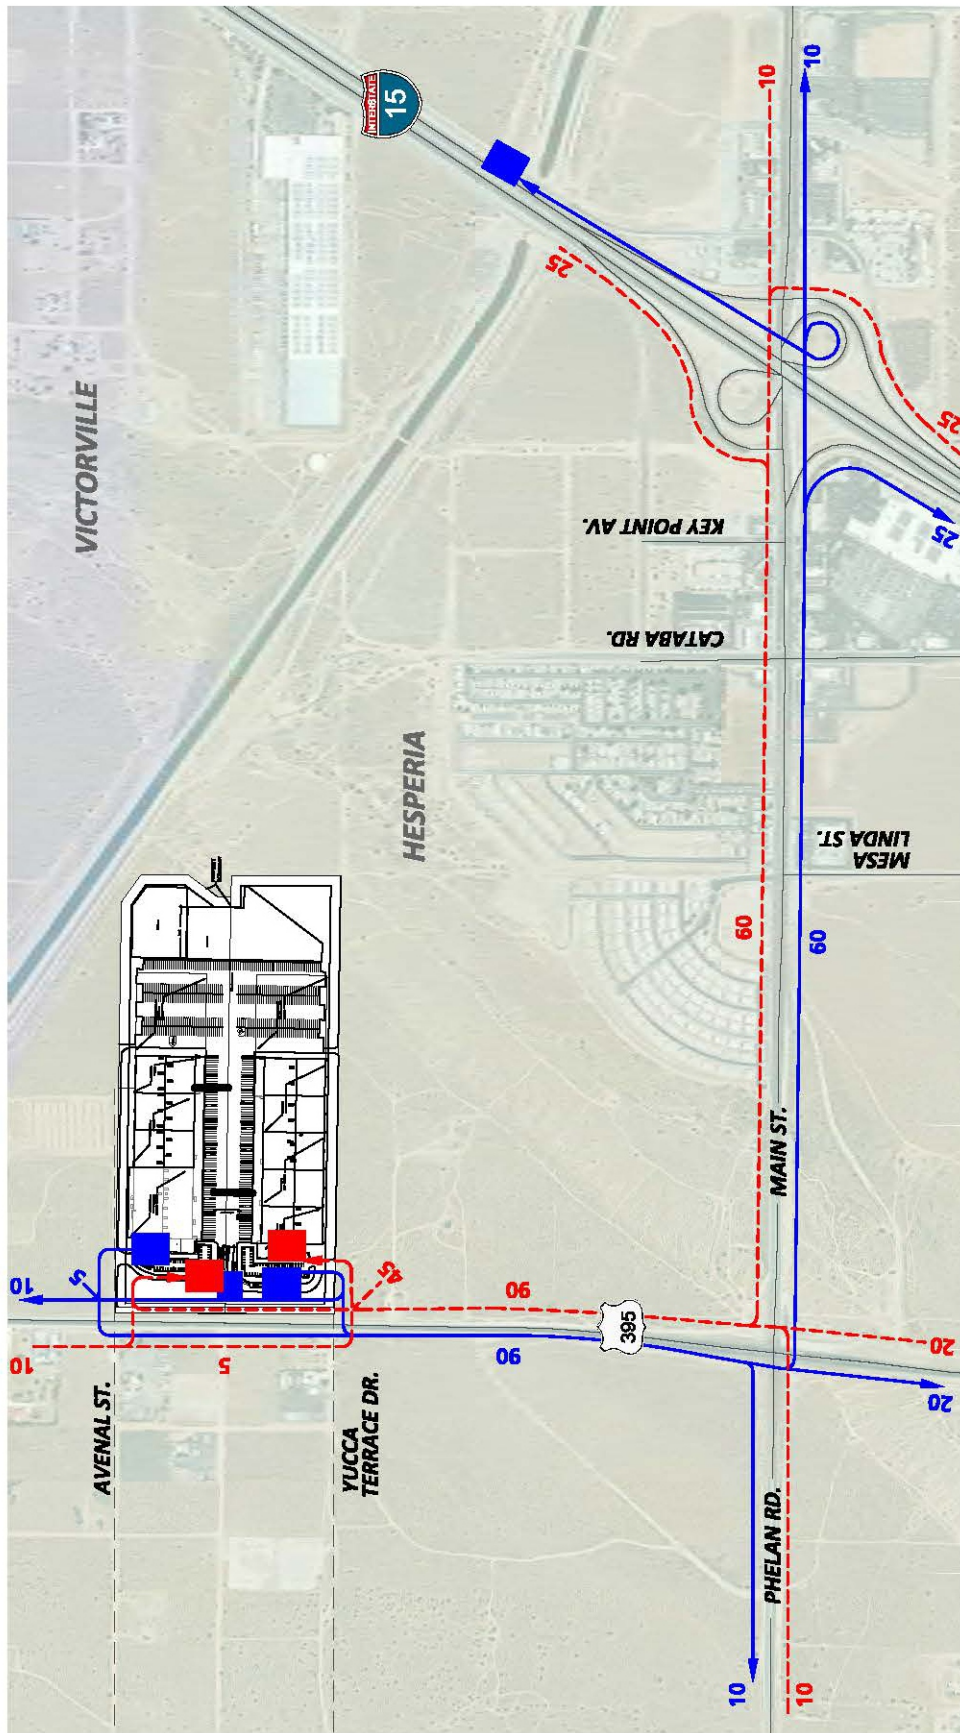 VICTORVILLE
INTERSTATE
15
10
10
25
25
25
KEY POINT AV.
CATABA RD.
HESPERIA
MESA
LINDA ST.
60
60
MAIN ST.
10
5
45
90
90
395
20
20
10
5
AVENAL ST.
YUCCA
TERRACE DR.
PHELAN RD.
10
10